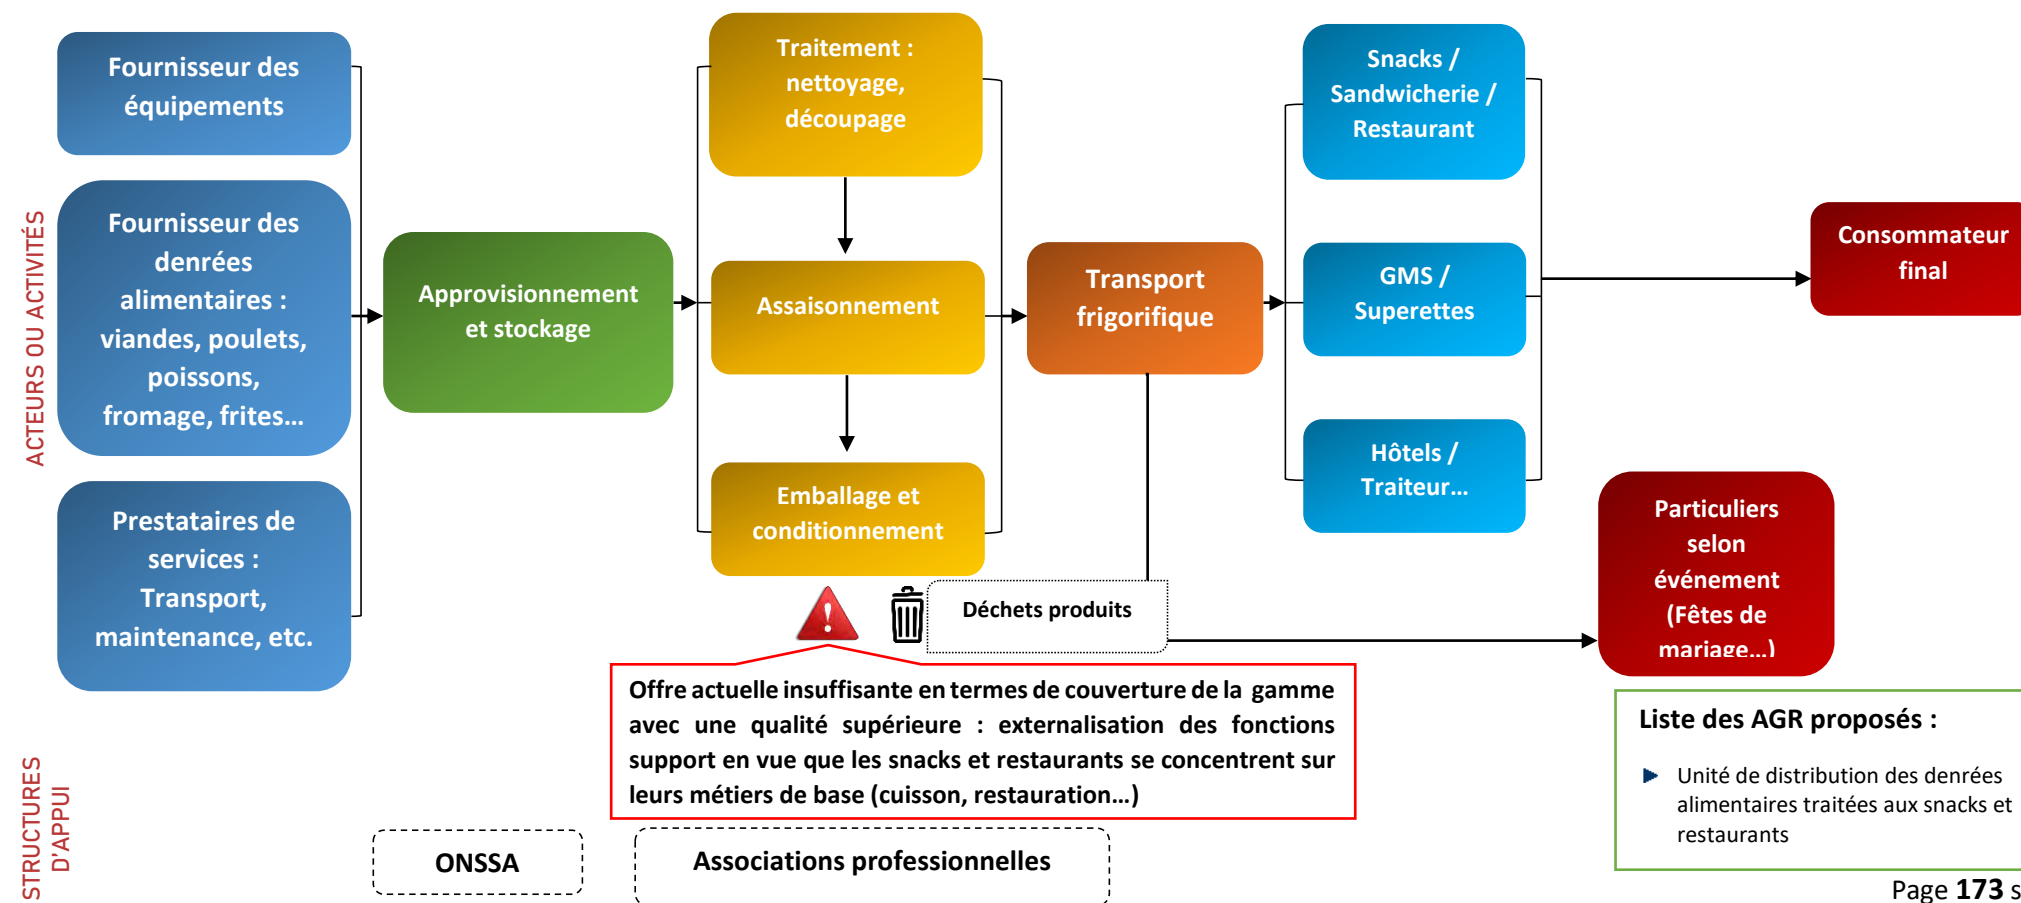 ACTEURS OU ACTIVITÉS
Fournisseur des
équipements
Fournisseur des
denrées
alimentaires :
viandes, poulets,
poissons,
fromage, frites…
Prestataires de
services :
Transport,
maintenance, etc.
Approvisionnement
et stockage
Traitement :
nettoyage,
découpage
Assaisonnement
Emballage et
conditionnement
Transport
frigorifique
Snacks /
Sandwicherie /
Restaurant
GMS /
Superettes
Hôtels /
Traiteur…
Consommateur
final
Particuliers
selon
événement
(Fêtes de
mariage…)
Déchets produits
Offre actuelle insuffisante en termes de couverture de la gamme
avec une qualité supérieure : externalisation des fonctions
support en vue que les snacks et restaurants se concentrent sur
leurs métiers de base (cuisson, restauration…)
Liste des AGR proposés :
Unité de distribution des denrées
alimentaires traitées aux snacks et
restaurants
STRUCTURES
D'APPUI
ONSSA
Associations professionnelles
Page 173 s